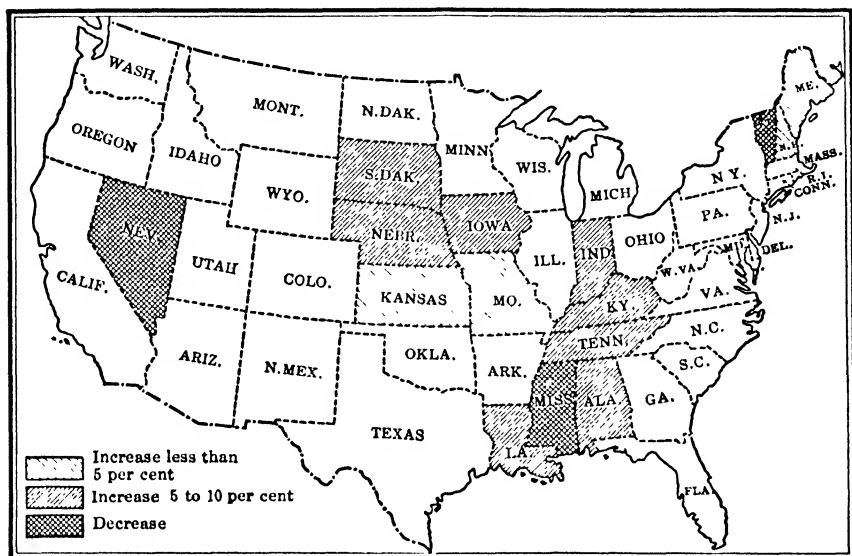 WASH.
MONT.
N.DAK.
MINN
ME.
OREGON
IDAHO
S.DAK.
WIS.
MICH
N Y.
MASS.
R.I.
CONN.
WYO.
IOWA
PA.
N.J.
NEV.
NEBR.
ILL.
IND
OHIO
DEL.
UTAH
COLO.
W.VA.
CALIF.
KANSAS
MO.
KY.
VA.
TENN.
N.C.
ARIZ.
N.MEX.
OKLA.
ARK.
S.C.
MISS
ALA.
GA.
TEXAS
LA.
FLA.
Increase less than
5 per cent
Increase 5 to 10 per cent
Decrease